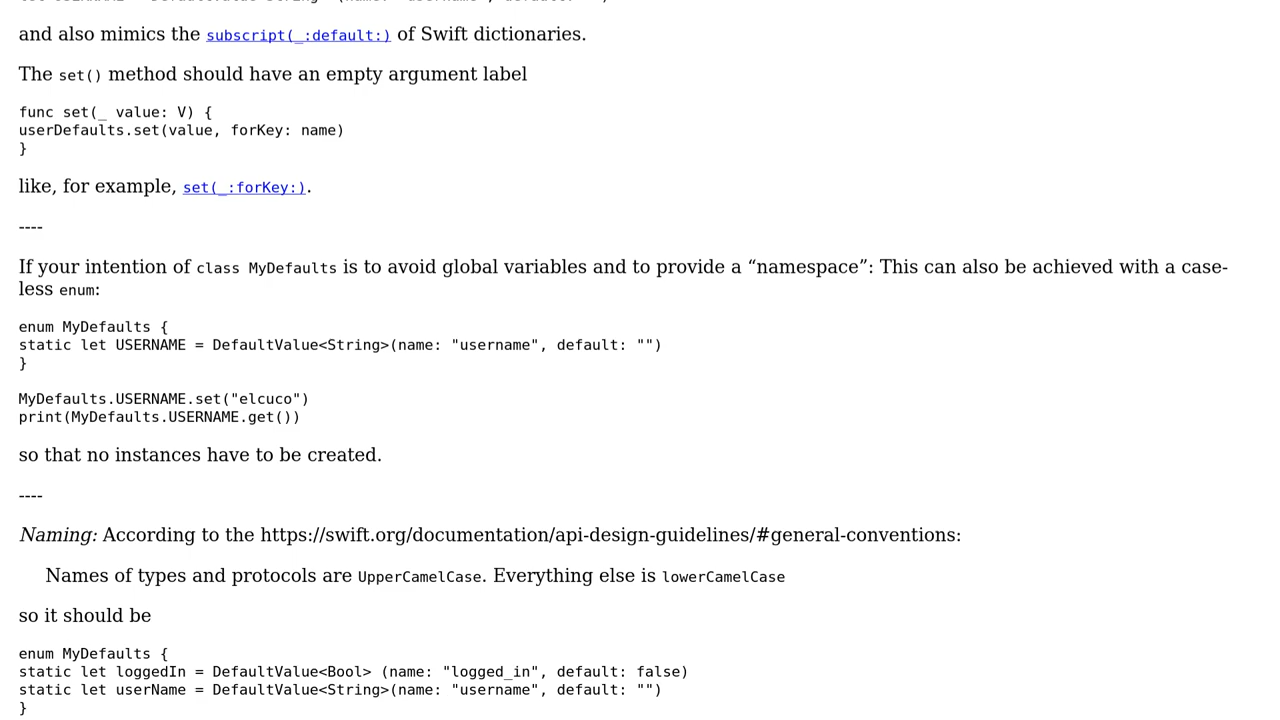 and also mimics the subscript(_:default:) of Swift dictionaries.
The set() method should have an empty argument label
func set(_ value: V) {
userDefaults.set(value, forKey: name)
}
like, for example, set(_:forKey:).
----
If your intention of class MyDefaults is to avoid global variables and to provide a “namespace”: This can also be achieved with a case-
less enum:
enum MyDefaults {
static let USERNAME = DefaultValue<String>(name: "username", default: "")
}
MyDefaults.USERNAME.set("elcuco")
print(MyDefaults.USERNAME.get())
so that no instances have to be created.
----
Naming: According to the https://swift.org/documentation/api-design-guidelines/#general-conventions:
Names of types and protocols are UpperCamelCase. Everything else is lowerCamelCase
so it should be
enum MyDefaults {
static let loggedIn = DefaultValue<Bool> (name: "logged_in", default: false)
static let userName = DefaultValue<String>(name: "username", default: "")
}